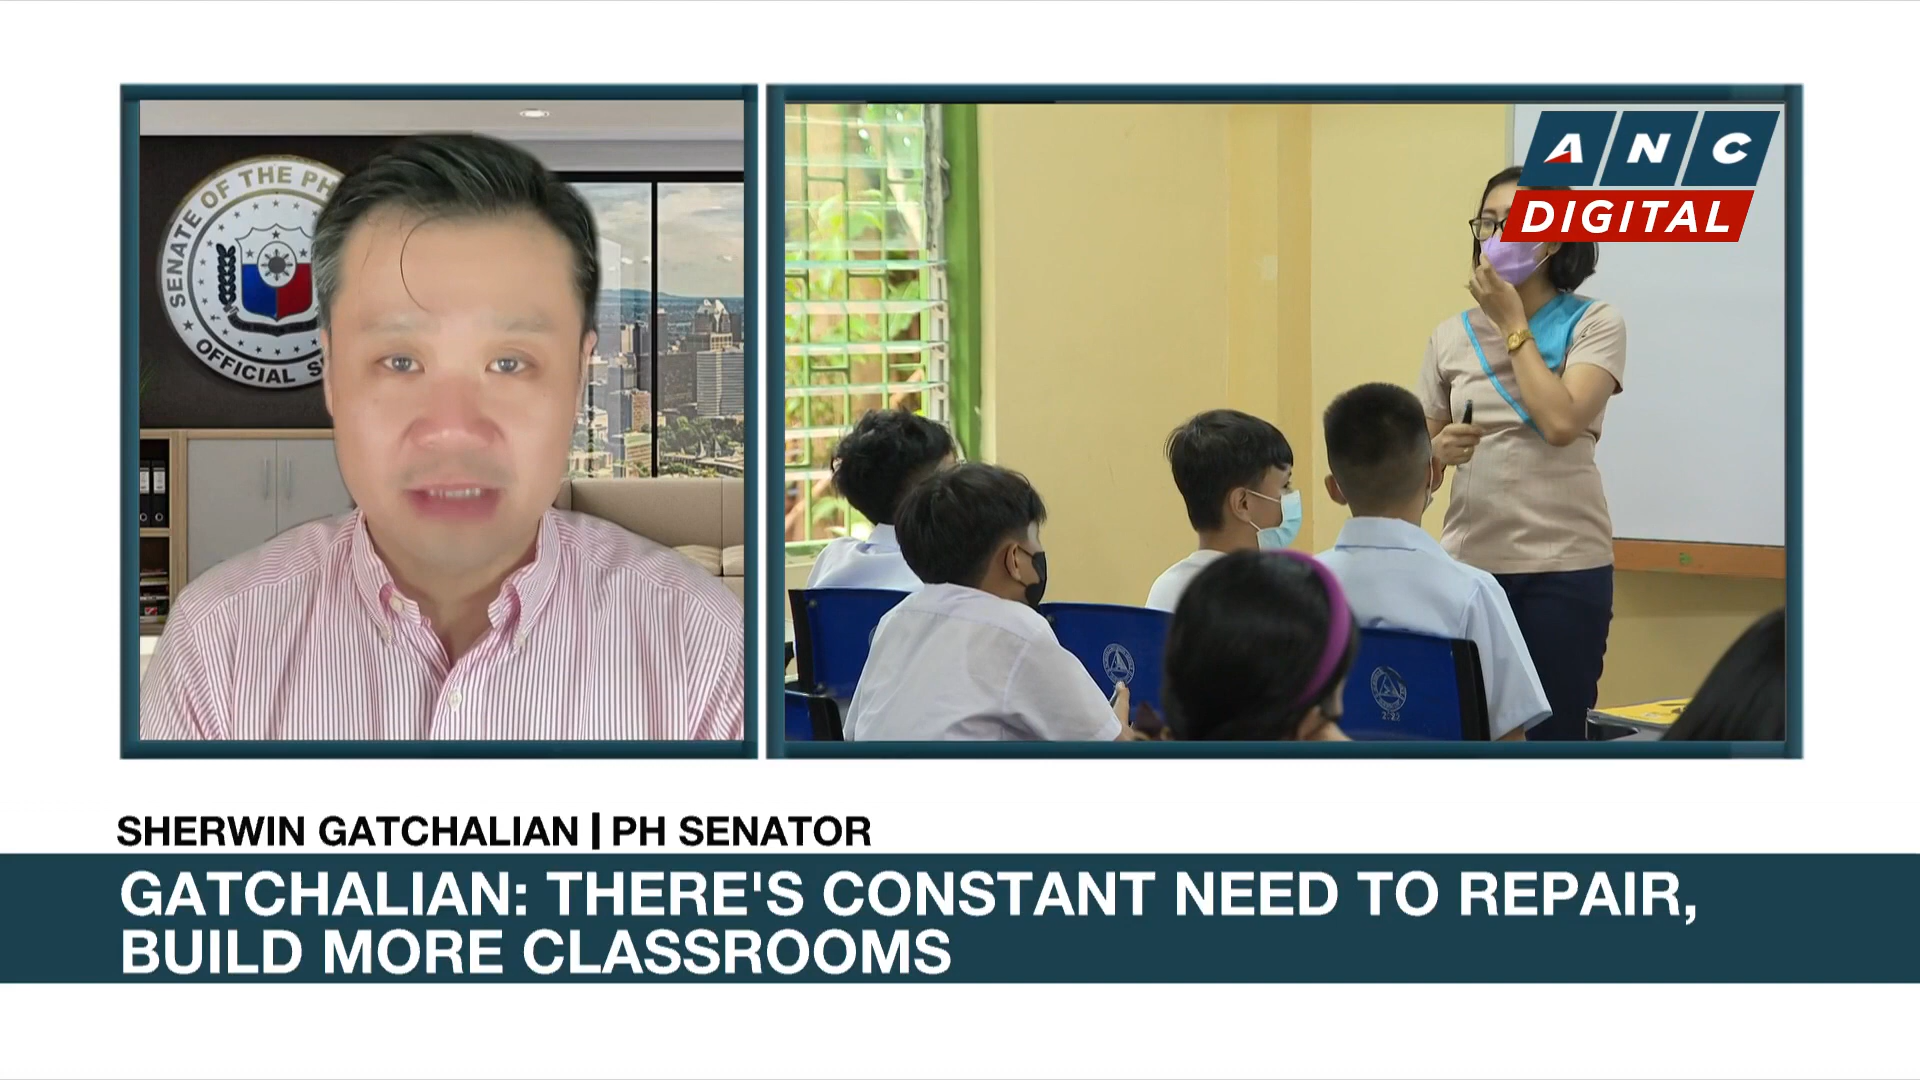 SENATE OF THE PH
OFFICIAL S
ANC
DIGITAL
SHERWIN GATCHALIAN | PH SENATOR
GATCHALIAN: THERE'S CONSTANT NEED TO REPAIR,
BUILD MORE CLASSROOMS